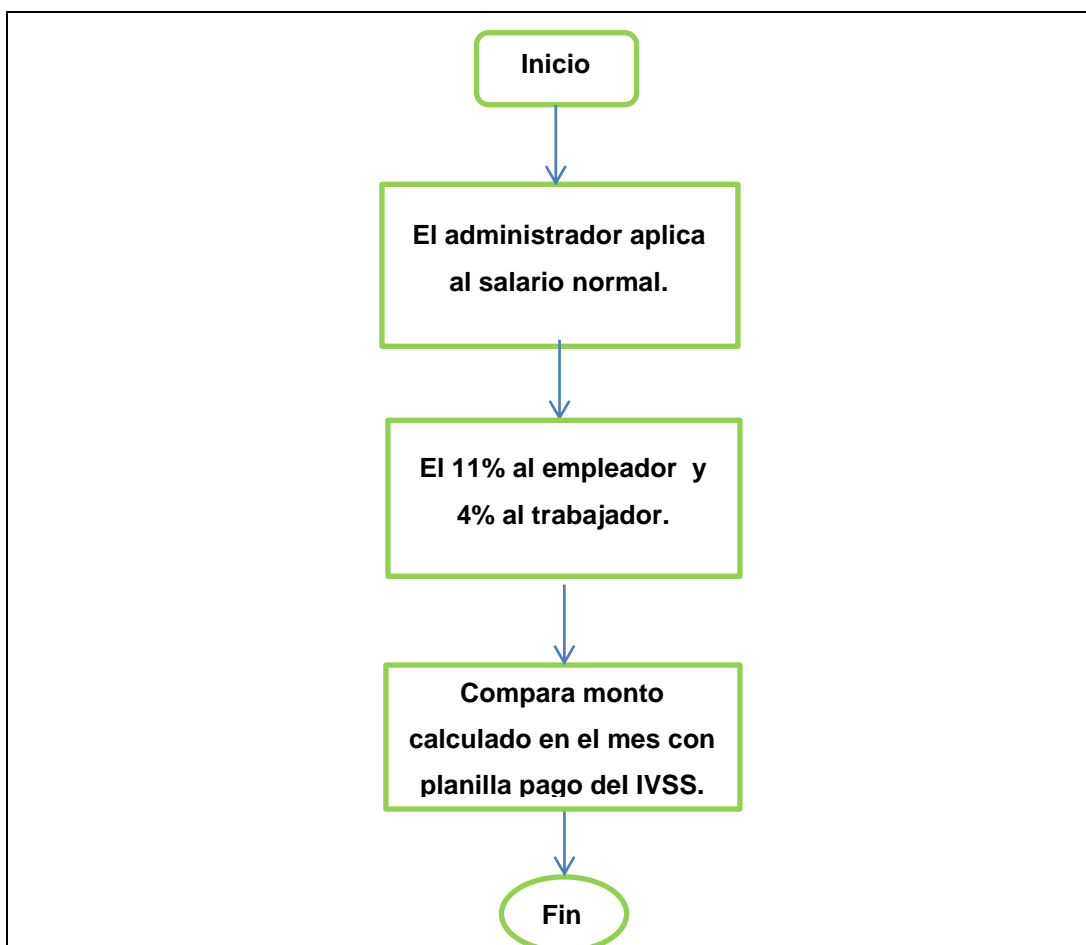 Inicio
El administrador aplica
al salario normal.
El 11% al empleador y
4% al trabajador.
Compara monto
calculado en el mes con
planilla pago del IVSS.
Fin